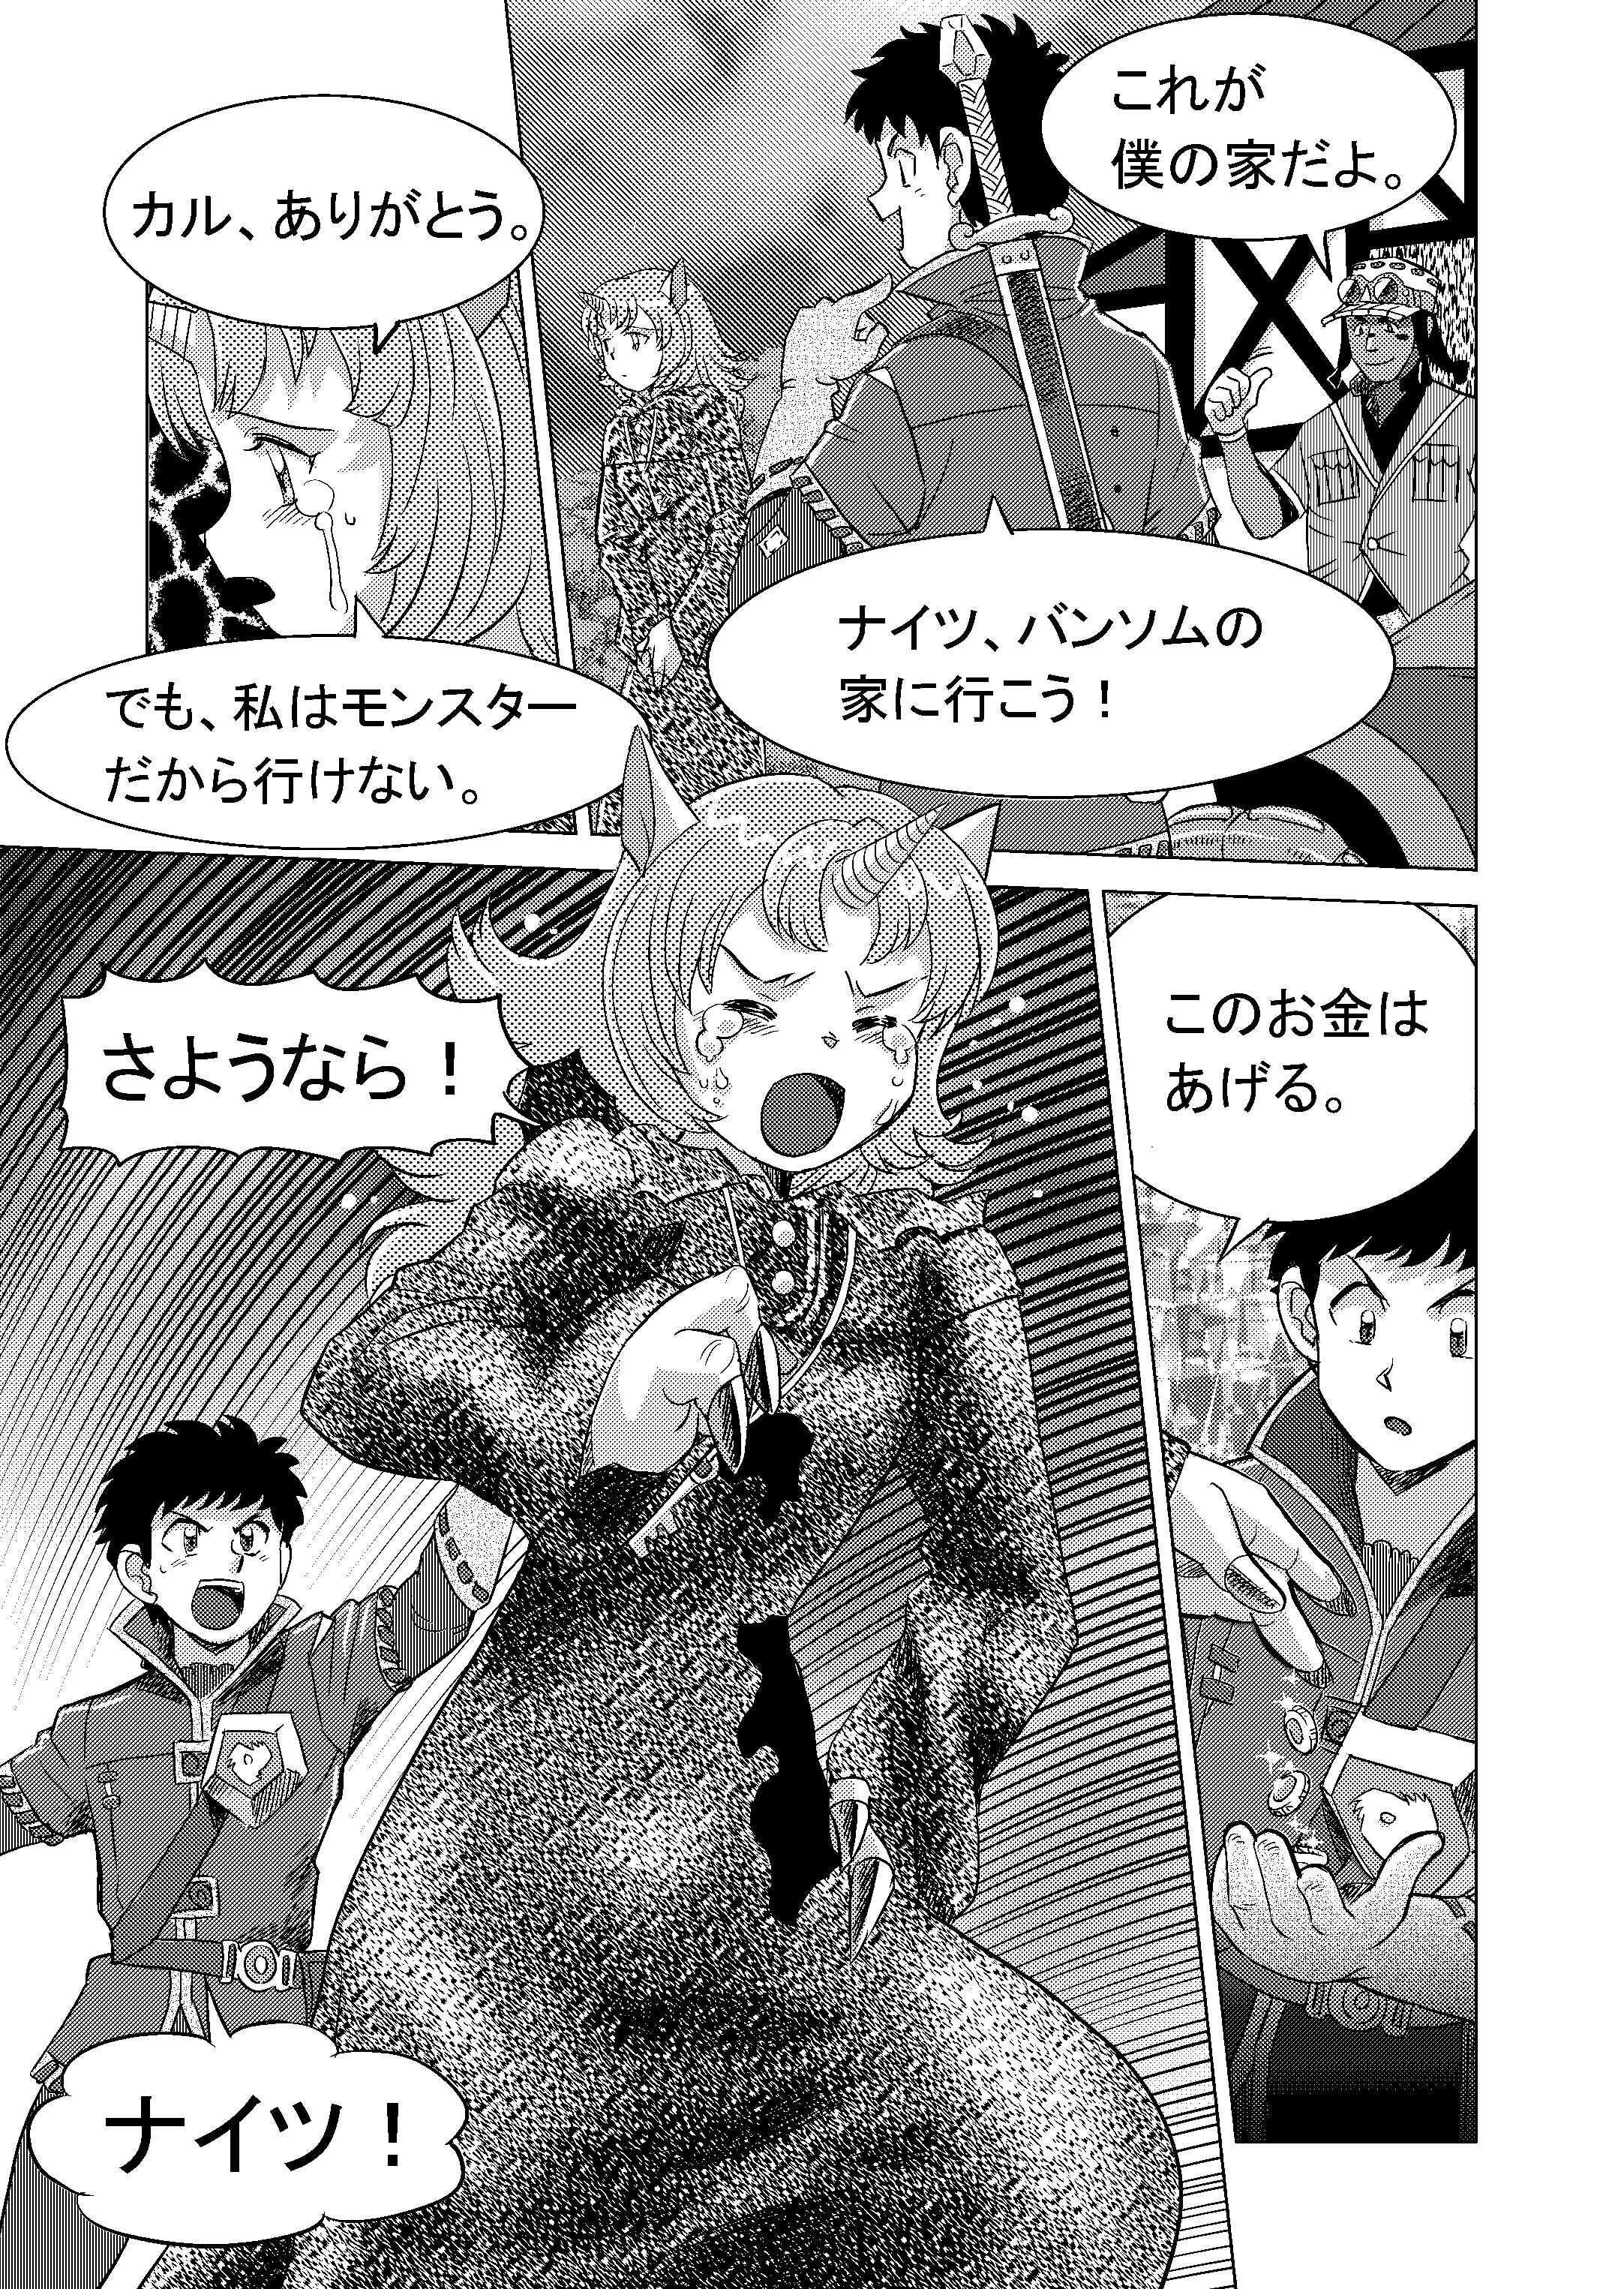 これが
僕の家だよ。
ナイツ、バンソムの
家に行こう！
カル、ありがとう。
でも、私はモンスター
だから行けない。
このお金は
あげる。
さようなら！
ナイツ！